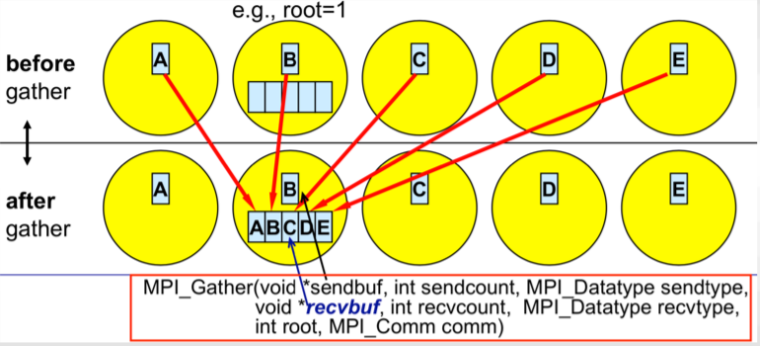 e.g., root=1
before
gather
A
B
C
D
E
after
gather
A
B
C
D
E
ABCDE
MPI_Gather(void *sendbuf, int sendcount, MPI_Datatype sendtype,
void *recvbuf, int recvcount, MPI_Datatype recvtype,
int root, MPI_Comm comm)